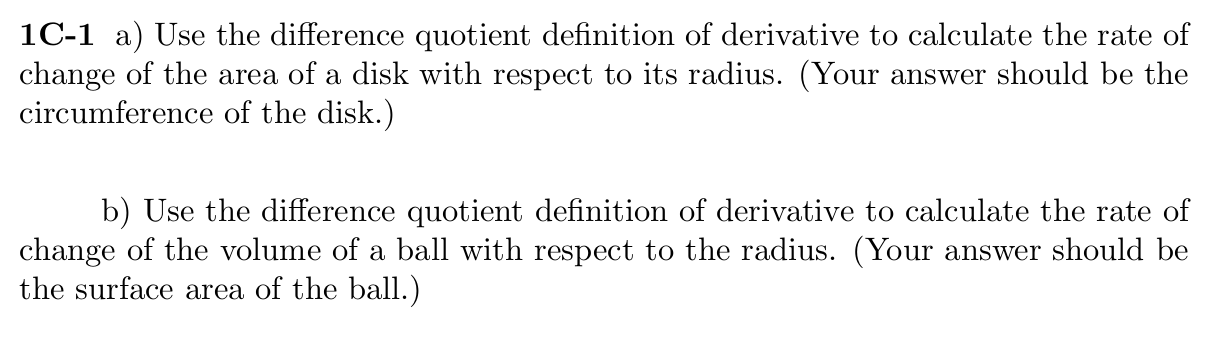 1C-1 a) Use the difference quotient definition of derivative to calculate the rate of
change of the area of a disk with respect to its radius. (Your answer should be the
circumference of the disk.)
b) Use the difference quotient definition of derivative to calculate the rate of
change of the volume of a ball with respect to the radius. (Your answer should be
the surface area of the ball.)